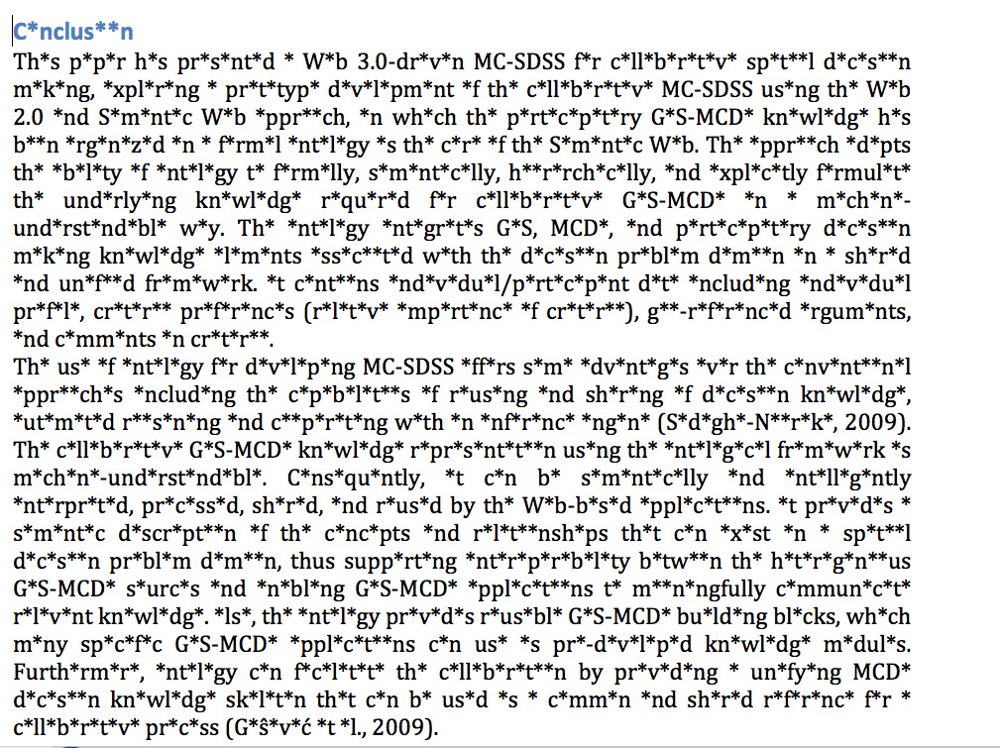 C*nclus**n
Th*s p*p*r h*s pr*s*nt*d * W*b 3.0-dr*v*n MC-SDSS f*r c*ll*b*r*t*v* sp*t**l d*c*s**n
m*k*ng, *xpl*r*ng * pr*t*typ* d*v*l*pm*nt *f th* c*ll*b*r*t*v* MC-SDSS us*ng th* W*b
2.0 *nd S*m*nt*c W*b *ppr**ch, *n wh*ch th* p*rt*c*p*t*ry G*S-MCD* kn*wl*dg* h*s
b**n *rg*n*z*d *n * f*rm*l *nt*l*gy *s th* c*r* *f th* S*m*nt*c W*b. Th* *ppr**ch *d*pts
th* *b*l*ty *f *nt*l*gy t* f*rm*lly, s*m*nt*c*lly, h**r*rch*c*lly, *nd *xpl*c*tly f*rmul*t*
th* und*rly*ng kn*wl*dg* r*qu*r*d f*r c*ll*b*r*t*v* G*S-MCD* *n * m*ch*n*-
und*rst*nd*bl* w*y. Th* *nt*l*gy *nt*gr*t*s G*S, MCD*, *nd p*rt*c*p*t*ry d*c*s**n
m*k*ng kn*wl*dg* *l*m*nts *ss*c**t*d w*th th* d*c*s**n pr*bl*m d*m**n *n * sh*r*d
*nd un*f**d fr*m*w*rk. *t c*nt**ns *nd*v*du*l/p*rt*c*p*nt d*t* *nclud*ng *nd*v*du*l
pr*f*l*, cr*t*r** pr*f*r*nc*s (r*l*t*v* *mp*rt*nc* *f cr*t*r**), g**-r*f*r*nc*d *rgum*nts,
*nd c*mm*nts *n cr*t*r**.
Th* us* *f *nt*l*gy f*r d*v*l*p*ng MC-SDSS *ff*rs s*m* *dv*nt*g*s *v*r th* c*nv*nt**n*l
*ppr**ch*s *nclud*ng th* c*p*b*l*t**s *f r*us*ng *nd sh*r*ng *f d*c*s**n kn*wl*dg*,
*ut*m*t*d r**s*n*ng *nd c**p*r*t*ng w*th *n *nf*r*nc* *ng*n* (S*d*gh*-N**r*k*, 2009).
Th* c*ll*b*r*t*v* G*S-MCD* kn*wl*dg* r*pr*s*nt*t**n us*ng th* *nt*l*g*c*l fr*m*w*rk *s
m*ch*n*-und*rst*nd*bl*. C*ns*qu*ntly, *t c*n b* s*m*nt*c*lly *nd *nt*ll*g*ntly
*nt*rpr*t*d, pr*c*ss*d, sh*r*d, *nd r*us*d by th* W*b-b*s*d *ppl*c*t**ns. *t pr*v*d*s *
s*m*nt*c d*scr*pt**n *f th* c*nc*pts *nd r*l*t**nsh*ps th*t c*n *x*st *n * sp*t**l
d*c*s**n pr*bl*m d*m**n, thus supp*rt*ng *nt*r*p*r*b*l*ty b*tw**n th* h*t*r*g*n**us
G*S-MCD* s*urc*s *nd *n*bl*ng G*S-MCD* *ppl*c*t**ns t* m**n*ngfully c*mmun*c*t*
r*l*v*nt kn*wl*dg*. *ls*, th* *nt*l*gy pr*v*d*s r*us*bl* G*S-MCD* bu*ld*ng bl*cks, wh*ch
m*ny sp*c*f*c G*S-MCD* *ppl*c*t**ns c*n us* *s pr*-d*v*l*p*d kn*wl*dg* m*dul*s.
Furth*rm*r*, *nt*l*gy c*n f*c*l*t*t* th* c*ll*b*r*t**n by pr*v*d*ng * un*fy*ng MCD*
d*c*s**n kn*wl*dg* sk*l*t*n th*t c*n b* us*d *s * c*mm*n *nd sh*r*d r*f*r*nc* f*r *
c*ll*b*r*t*v* pr*c*ss (G*ŝ*v*ć *t *l., 2009).